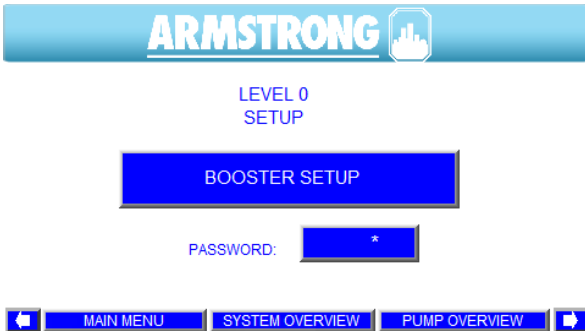 ARMSTRONG
LEVEL 0
SETUP
BOOSTER SETUP
PASSWORD: *
MAIN MENU SYSTEM OVERVIEW PUMP OVERVIEW